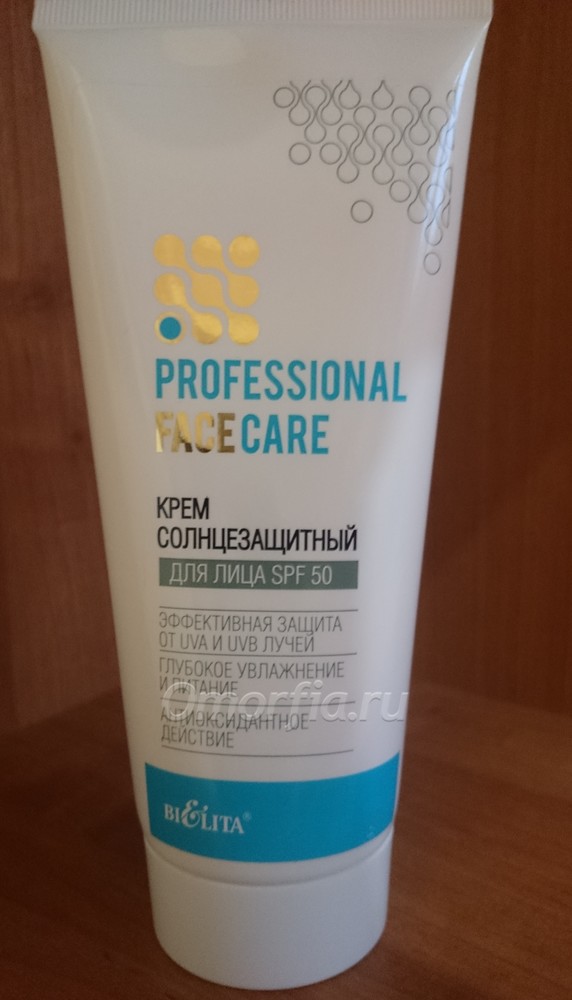 PROFESSIONAL
FACE CARE
КРЕМ
СОЛНЦЕЗАЩИТНЫЙ
ДЛЯ ЛИЦА SPF 50
ЭФФЕКТИВНАЯ ЗАЩИТА
ОТ UVA И UVB ЛУЧЕЙ
ГЛУБОКОЕ УВЛАЖНЕНИЕ
И ПИТАНИЕ
Omorfia.ru
АНТИОКСИДАНТНОЕ
ДЕЙСТВИЕ
BIELITA®